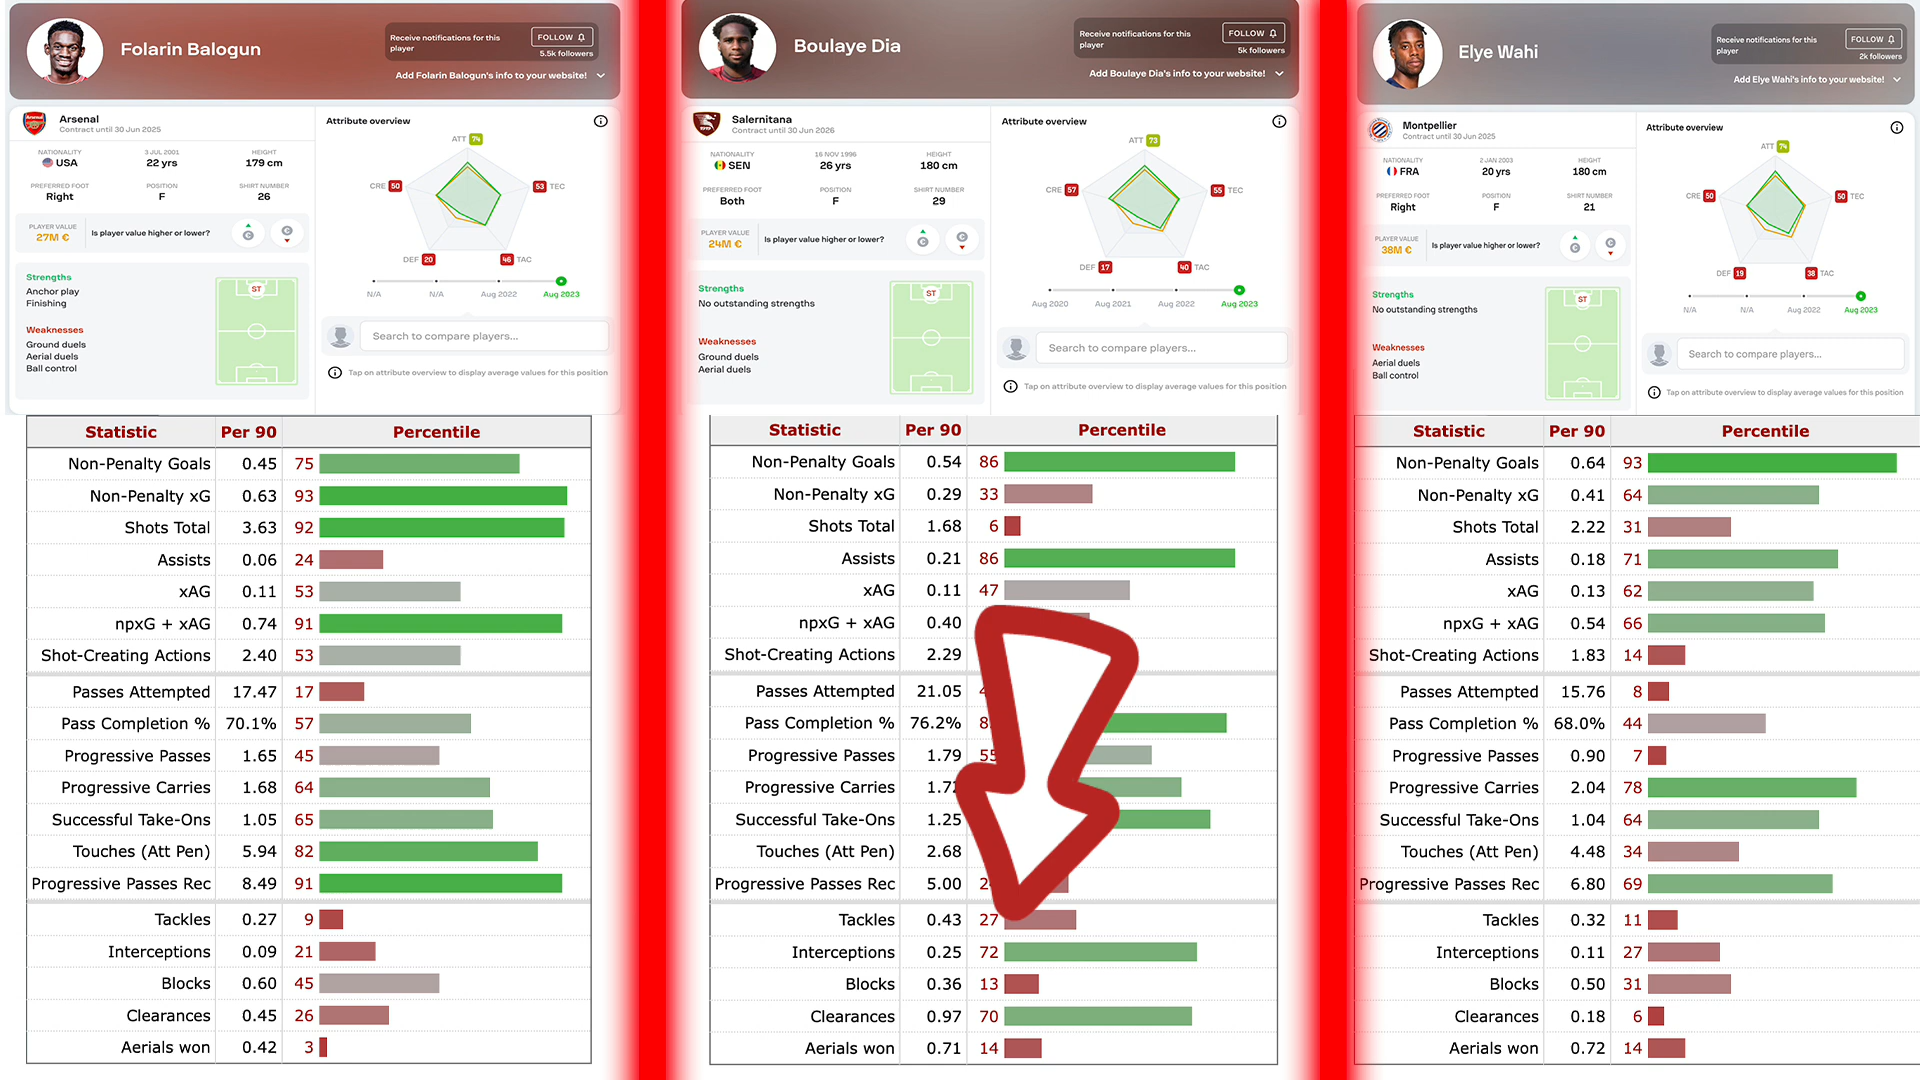 Folarin Balogun
Receive notifications for this player
FOLLOW
5.5k followers
Add Folarin Balogun's info to your website!
Arsenal
Contract until 30 Jun 2025
NATIONALITY 3 JUL 2001 HEIGHT
USA 22 yrs 179 cm
PREFERRED FOOT POSITION SHIRT NUMBER
Right F 26
PLAYER VALUE
27M €
Is player value higher or lower?
Strengths
Anchor play
Finishing
Weaknesses
Ground duels
Aerial duels
Ball control
ST
Attribute overview
ATT 74
CRE 50
53 TEC
DEF 20
46 TAC
N/A N/A Aug 2022 Aug 2023
Search to compare players...
Tap on attribute overview to display average values for this position
Statistic Per 90 Percentile
Non-Penalty Goals 0.45 75
Non-Penalty xG 0.63 93
Shots Total 3.63 92
Assists 0.06 24
xAG 0.11 53
npxG + xAG 0.74 91
Shot-Creating Actions 2.40 53
Passes Attempted 17.47 17
Pass Completion % 70.1% 57
Progressive Passes 1.65 45
Progressive Carries 1.68 64
Successful Take-Ons 1.05 65
Touches (Att Pen) 5.94 82
Progressive Passes Rec 8.49 91
Tackles 0.27 9
Interceptions 0.09 21
Blocks 0.60 45
Clearances 0.45 26
Aerials won 0.42 3
Boulaye Dia
Receive notifications for this player
FOLLOW
5k followers
Add Boulaye Dia's info to your website!
Salernitana
Contract until 30 Jun 2026
NATIONALITY 16 NOV 1996 HEIGHT
SEN 26 yrs 180 cm
PREFERRED FOOT POSITION SHIRT NUMBER
Both F 29
PLAYER VALUE
24M €
Is player value higher or lower?
Strengths
No outstanding strengths
Weaknesses
Ground duels
Aerial duels
ST
Attribute overview
ATT 73
CRE 57
55 TEC
DEF 17
40 TAC
Aug 2020 Aug 2021 Aug 2022 Aug 2023
Search to compare players...
Tap on attribute overview to display average values for this position
Statistic Per 90 Percentile
Non-Penalty Goals 0.54 86
Non-Penalty xG 0.29 33
Shots Total 1.68 6
Assists 0.21 86
xAG 0.11 47
npxG + xAG 0.40
Shot-Creating Actions 2.29
Passes Attempted 21.05
Pass Completion % 76.2%
Progressive Passes 1.79 55
Progressive Carries 1.72
Successful Take-Ons 1.25
Touches (Att Pen) 2.68
Progressive Passes Rec 5.00
Tackles 0.43 27
Interceptions 0.25 72
Blocks 0.36 13
Clearances 0.97 70
Aerials won 0.71 14
Elye Wahi
Receive notifications for this player
FOLLOW
2k followers
Add Elye Wahi's info to your website!
Montpellier
Contract until 30 Jun 2025
NATIONALITY 2 JAN 2003 HEIGHT
FRA 20 yrs 180 cm
PREFERRED FOOT POSITION SHIRT NUMBER
Right F 21
PLAYER VALUE
38M €
Is player value higher or lower?
Strengths
No outstanding strengths
Weaknesses
Aerial duels
Ball control
ST
Attribute overview
ATT 74
CRE 50
50 TEC
DEF 19
38 TAC
N/A N/A Aug 2022 Aug 2023
Search to compare players...
Tap on attribute overview to display average values for this position
Statistic Per 90 Percentile
Non-Penalty Goals 0.64 93
Non-Penalty xG 0.41 64
Shots Total 2.22 31
Assists 0.18 71
xAG 0.13 62
npxG + xAG 0.54 66
Shot-Creating Actions 1.83 14
Passes Attempted 15.76 8
Pass Completion % 68.0% 44
Progressive Passes 0.90 7
Progressive Carries 2.04 78
Successful Take-Ons 1.04 64
Touches (Att Pen) 4.48 34
Progressive Passes Rec 6.80 69
Tackles 0.32 11
Interceptions 0.11 27
Blocks 0.50 31
Clearances 0.18 6
Aerials won 0.72 14